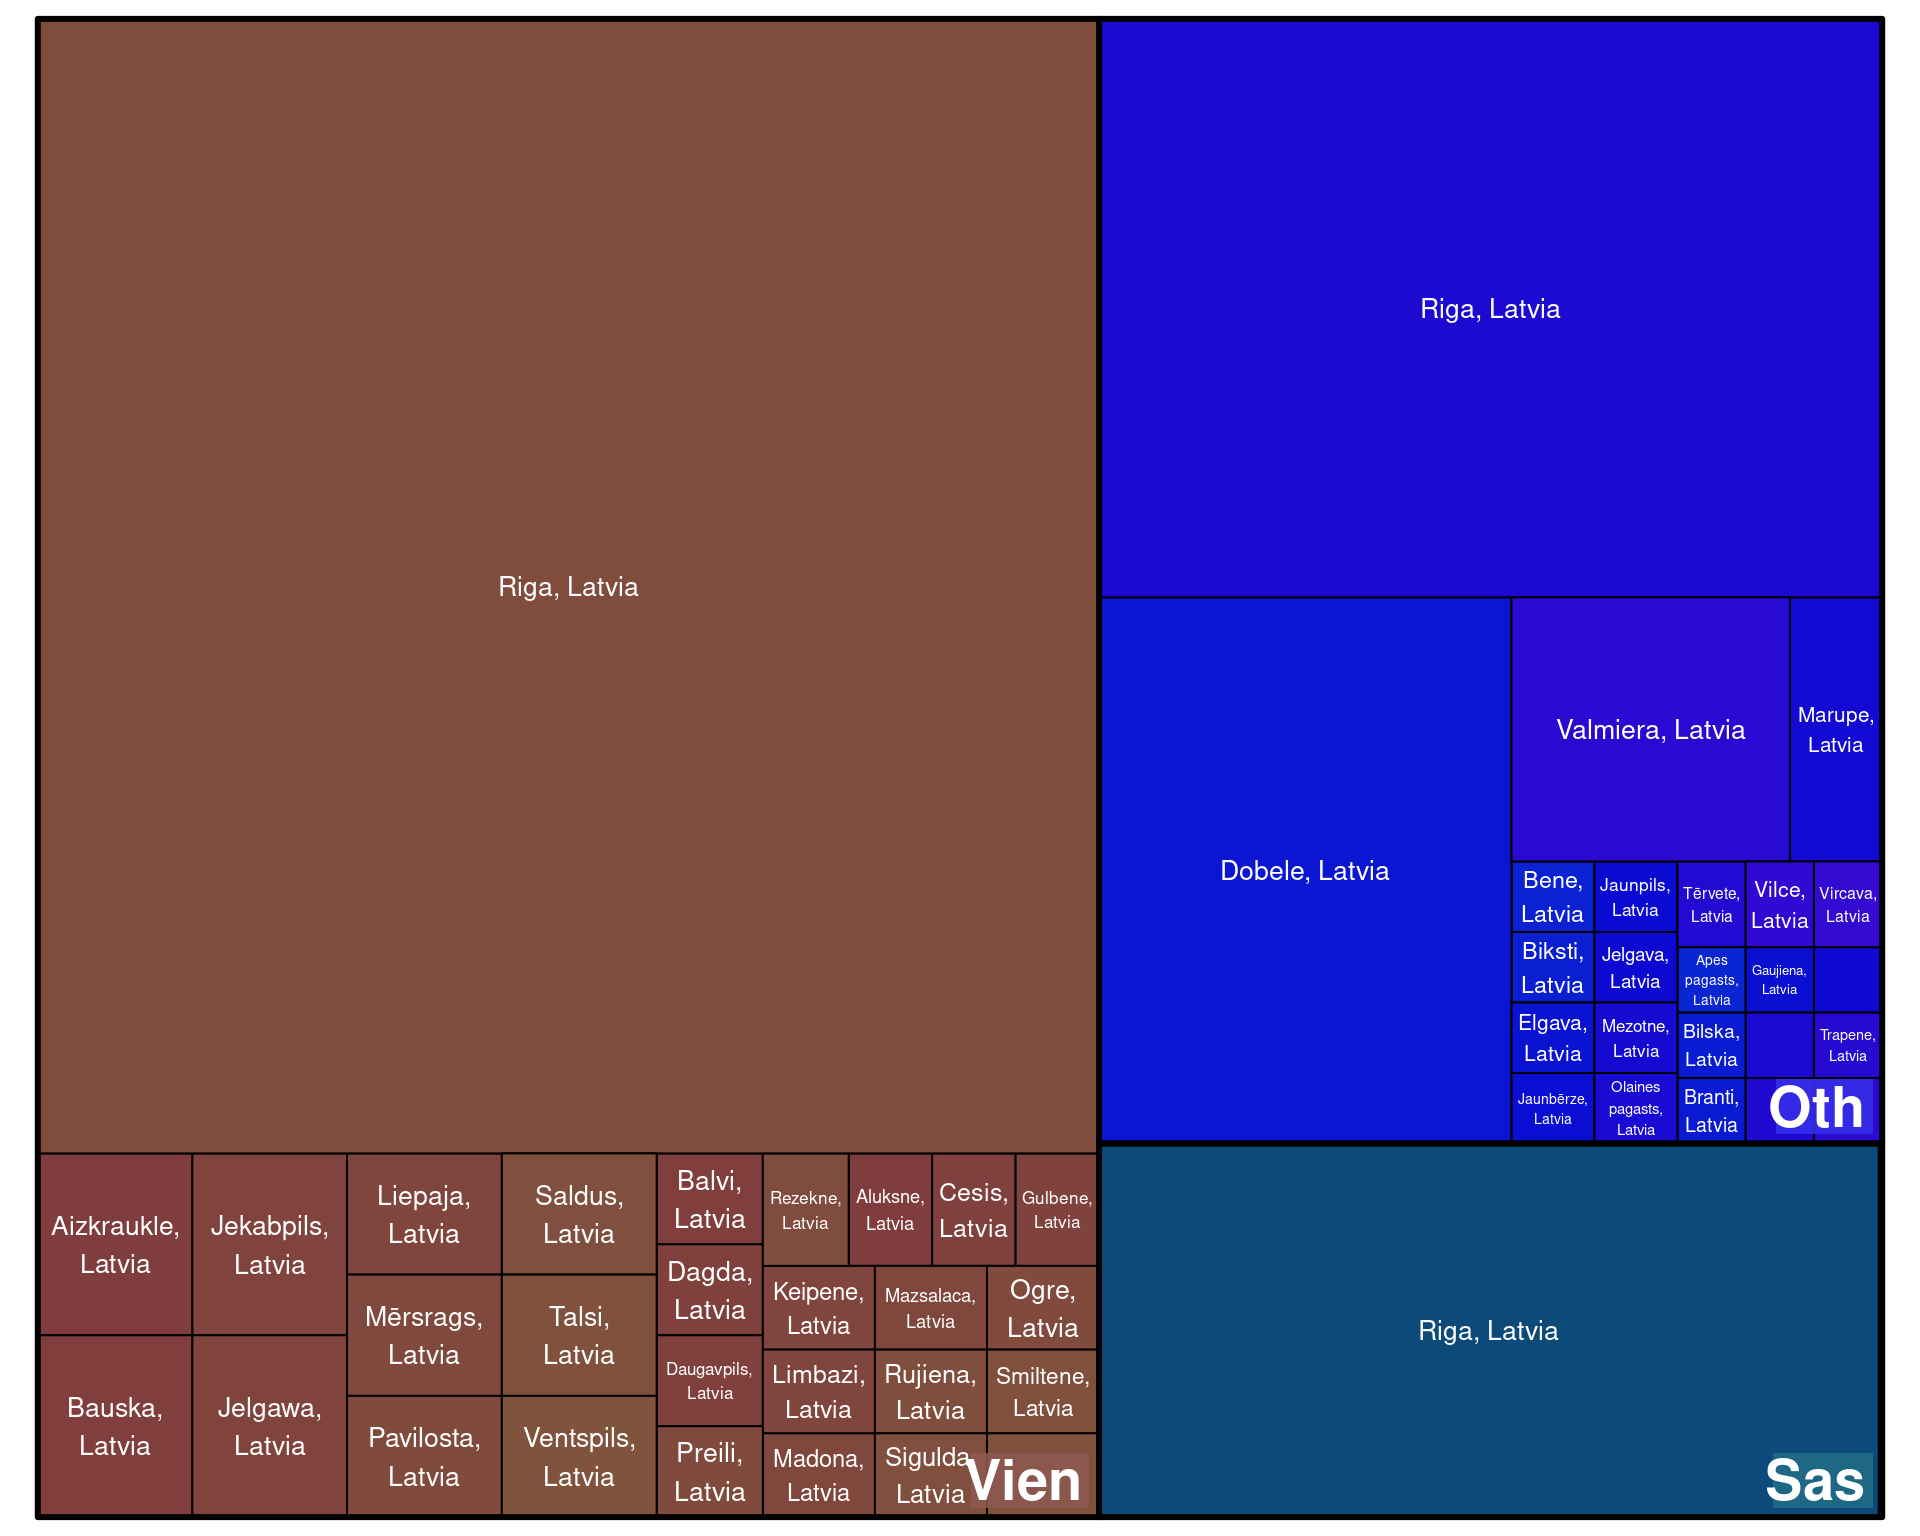 Riga, Latvia
Aizkraukle,
Latvia
Bauska,
Latvia
Jekabpils,
Latvia
Jelgawa,
Latvia
Liepaja,
Latvia
Mērsrags,
Latvia
Pavilosta,
Latvia
Saldus,
Latvia
Talsi,
Latvia
Ventspils,
Latvia
Balvi,
Latvia
Dagda,
Latvia
Daugavpils,
Latvia
Preili,
Latvia
Rezekne,
Latvia
Aluksne,
Latvia
Cesis,
Latvia
Gulbene,
Latvia
Keipene,
Latvia
Limbazi,
Latvia
Madona,
Latvia
Mazsalaca,
Latvia
Rujiena,
Latvia
Sigulda,
Latvia
Ogre,
Latvia
Smiltene,
Latvia
Vien
Riga, Latvia
Dobele, Latvia
Valmiera, Latvia
Marupe,
Latvia
Bene,
Latvia
Biksti,
Latvia
Elgava,
Latvia
Jaunbērze,
Latvia
Jaunpils,
Latvia
Jelgava,
Latvia
Mezotne,
Latvia
Olaines
pagasts,
Latvia
Tērvete,
Latvia
Vilce,
Latvia
Vircava,
Latvia
Apes
pagasts,
Latvia
Bilska,
Latvia
Branti,
Latvia
Gaujiena,
Latvia
Trapene,
Latvia
Oth
Riga, Latvia
Sas